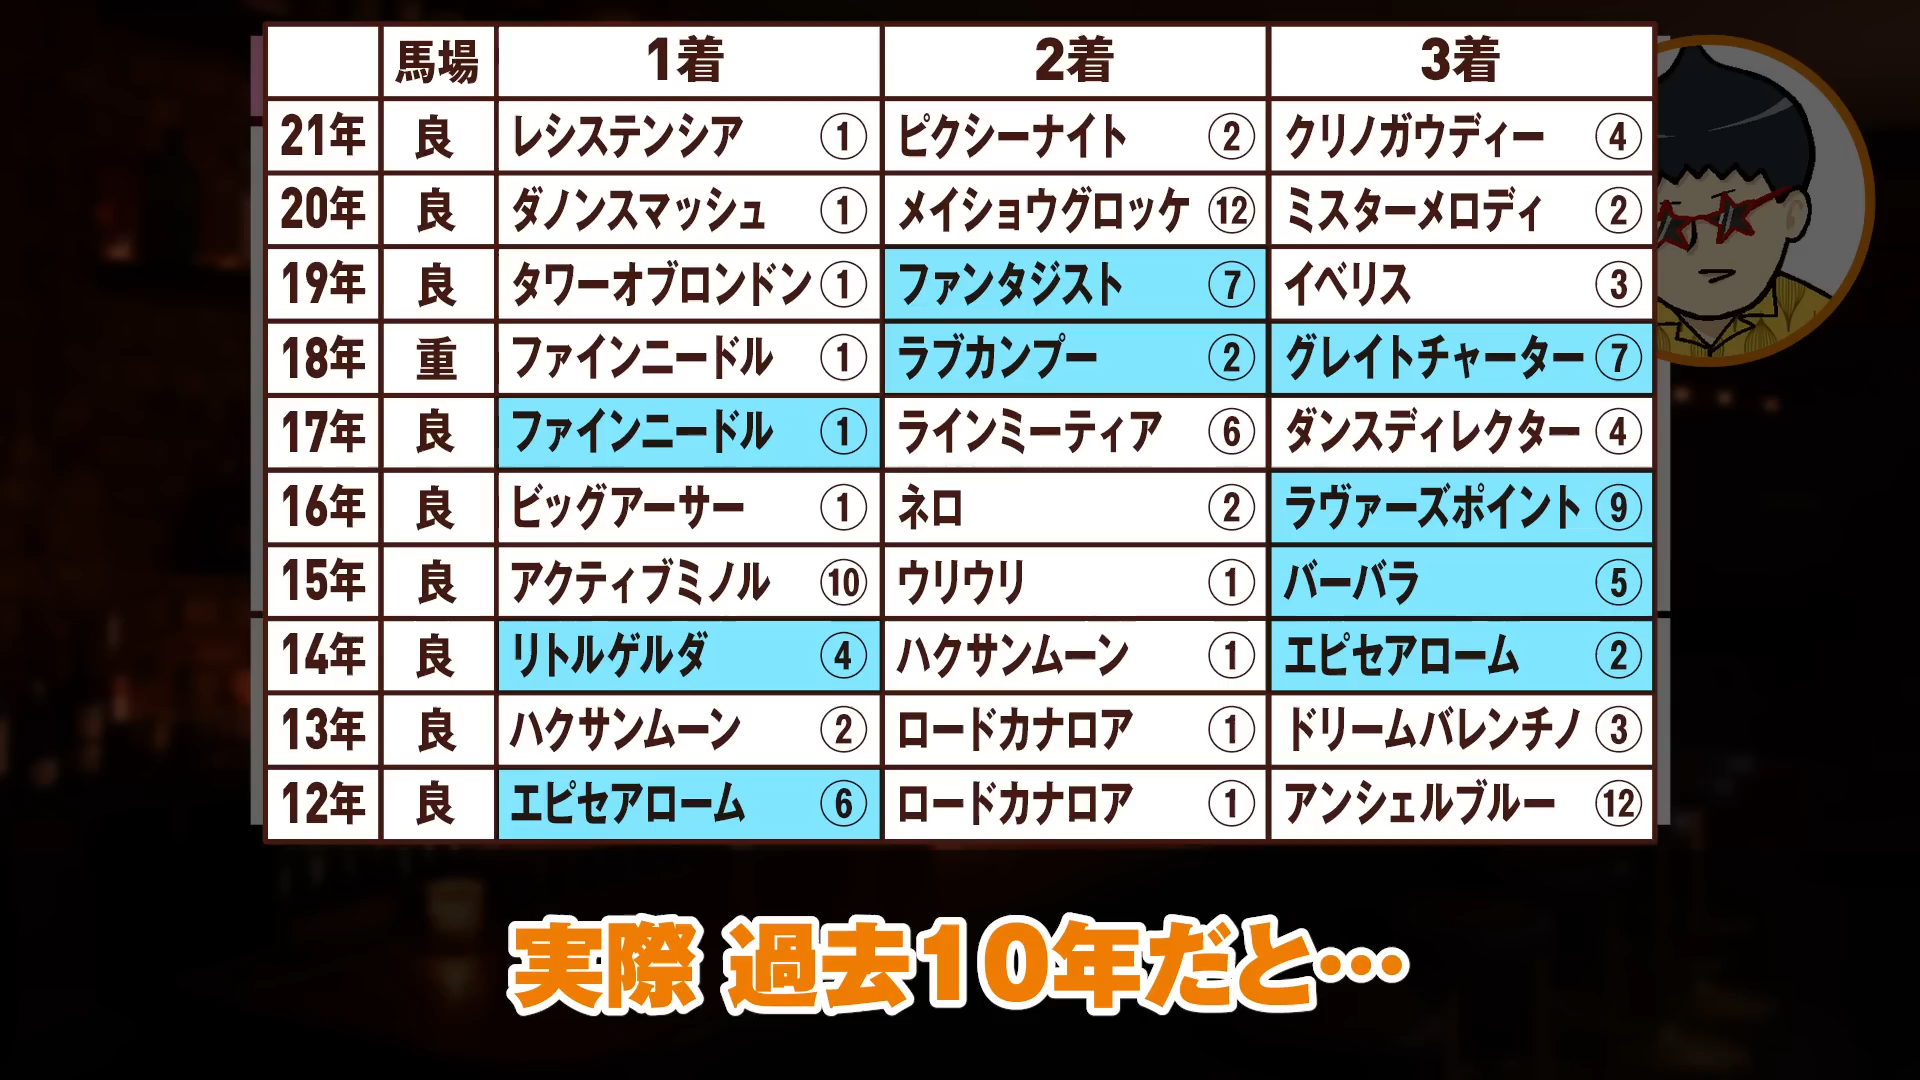 馬場 1着 2着 3着
21年 良 レシステンシア ① ピクシーナイト ② クリノガウディー ④
20年 良 ダノンスマッシュ ① メイショウグロッケ ⑫ ミスターメロディ ②
19年 良 タワーオブロンドン ① ファンタジスト ⑦ イベリス ③
18年 重 ファインニードル ① ラブカンプー ② グレイトチャーター ⑦
17年 良 ファインニードル ① ラインミーティア ⑥ ダンスディレクター ④
16年 良 ビッグアーサー ① ネロ ② ラヴァーズポイント ⑨
15年 良 アクティブミノル ⑩ ウリウリ ① バーバラ ⑤
14年 良 リトルゲルダ ④ ハクサンムーン ① エピセアローム ②
13年 良 ハクサンムーン ② ロードカナロア ① ドリームバレンチノ ③
12年 良 エピセアローム ⑥ ロードカナロア ① アンシェルブルー ⑫
実際 過去10年だと…